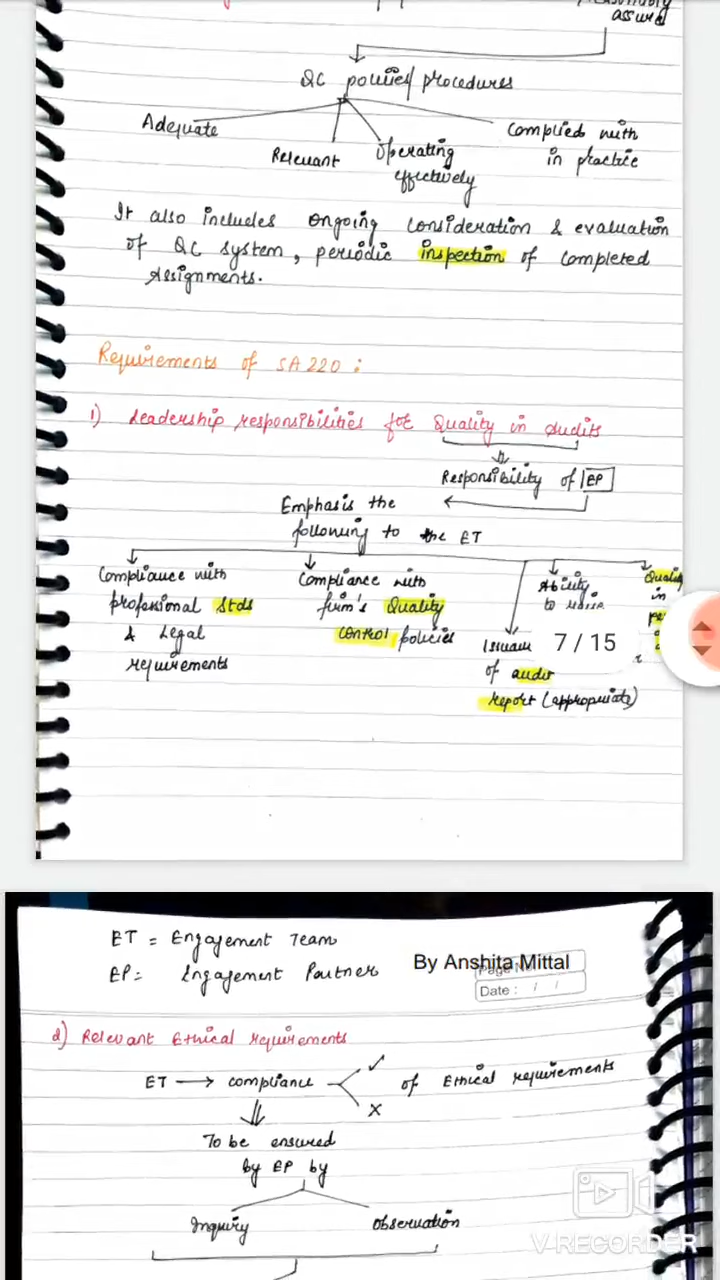 assured
QC policies/procedures
Adequate
Relevant
Operating
effectively
Complied with
in practice
It also includes ongoing consideration & evaluation
of QC system, periodic inspection of completed
Assignments.
Requirements of SA 220 :
1) Leadership responsibilities for Quality in Audits
Responsibility of EP
Emphasis the
following to the ET
Compliance with
professional Stds
& Legal
requirements
Compliance with
firm's Quality
control policies
Issuance
of audit
report (appropriate)
Ability
to raise
Quality
in
7 / 15
ET = Engagement Team
EP = Engagement Partner
By Anshita Mittal
Page No.
Date : / /
2) Relevant Ethical requirements
ET → compliance ✓ of Ethical requirements
x
To be ensured
by EP by
Inquiry
Observation
V.RECORDER